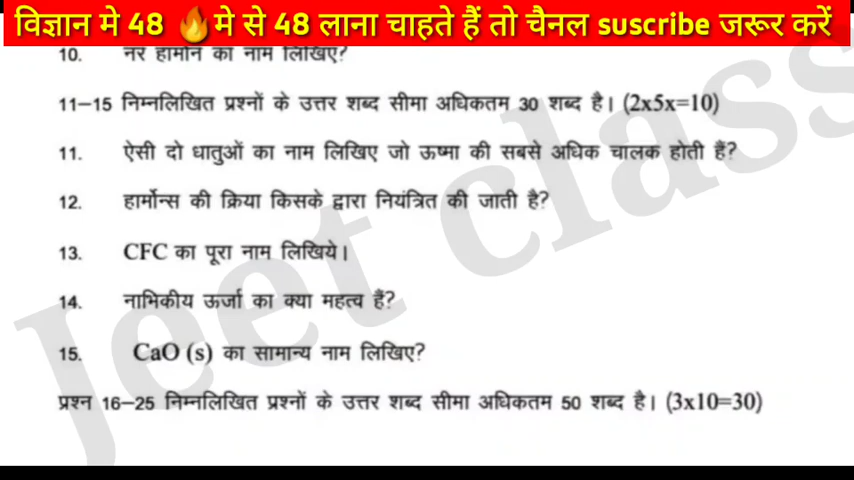 विज्ञान मे 48 🔥मे से 48 लाना चाहते हैं तो चैनल suscribe जरूर करें
10. नर हार्मोन का नाम लिखिए?
11–15 निम्नलिखित प्रश्नों के उत्तर शब्द सीमा अधिकतम 30 शब्द है। (2x5x=10)
11. ऐसी दो धातुओं का नाम लिखिए जो ऊष्मा की सबसे अधिक चालक होती हैं?
12. हार्मोन्स की क्रिया किसके द्वारा नियंत्रित की जाती है?
13. CFC का पूरा नाम लिखिये।
14. नाभिकीय ऊर्जा का क्या महत्व हैं?
15. CaO (s) का सामान्य नाम लिखिए?
प्रश्न 16–25 निम्नलिखित प्रश्नों के उत्तर शब्द सीमा अधिकतम 50 शब्द है। (3x10=30)
Jeet class